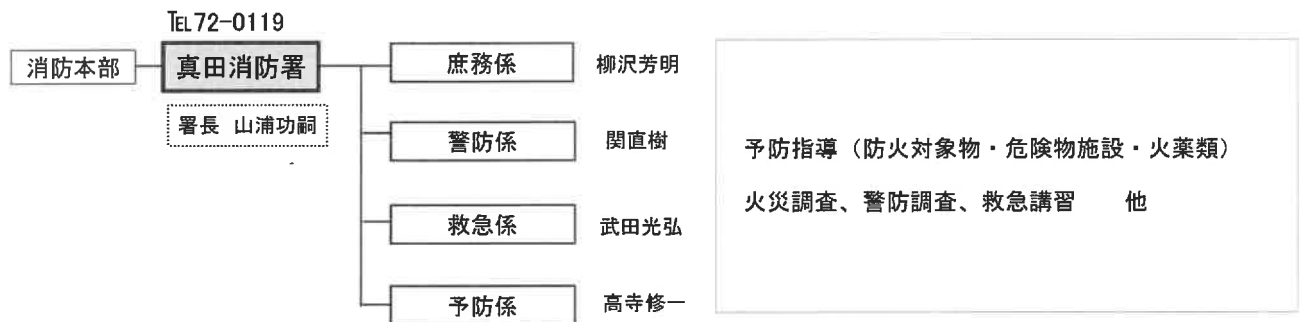 ℡72-0119
消防本部
真田消防署
署長 山浦功嗣
庶務係 柳沢芳明
警防係 関直樹
救急係 武田光弘
予防係 高寺修一
予防指導（防火対象物・危険物施設・火薬類）
火災調査、警防調査、救急講習 他